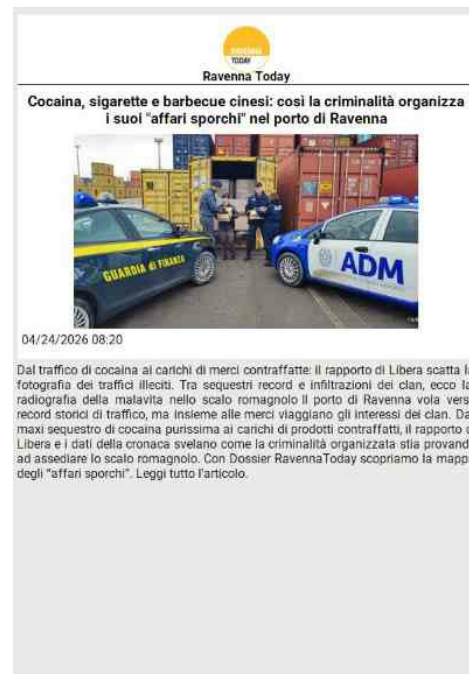 TODAY
Ravenna Today
Cocaina, sigarette e barbecue cinesi: così la criminalità organizza
i suoi "affari sporchi" nel porto di Ravenna
GUARDIA di FINANZA
ADM
04/24/2026 08:20
Dal traffico di cocaina ai carichi di merci contraffatte: il rapporto di Libera scatta l
fotografia dei traffici illeciti. Tra sequestri record e infiltrazioni dei clan, ecco la
radiografia della malavita nello scalo romagnolo Il porto di Ravenna vola vers
record storici di traffico, ma insieme alle merci viaggiano gli interessi dei clan. Da
maxi sequestro di cocaina purissima ai carichi di prodotti contraffatti, il rapporto d
Libera e i dati della cronaca svelano come la criminalità organizzata stia provand
ad assediare lo scalo romagnolo. Con Dossier RavennaToday scopriamo la mapp
degli "affari sporchi". Leggi tutto l'articolo.